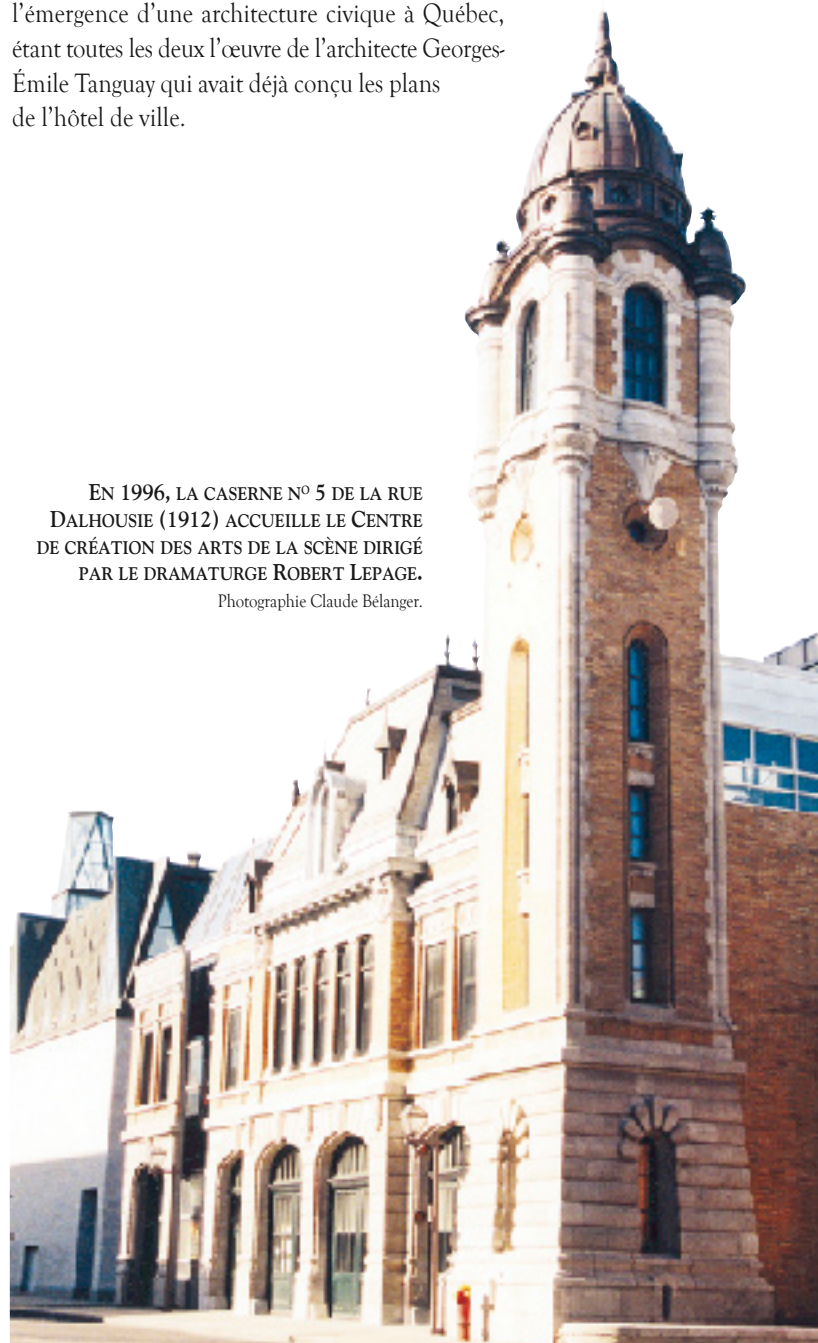 l’émergence d’une architecture civique à Québec,
étant toutes les deux l’œuvre de l’architecte Georges-
Émile Tanguay qui avait déjà conçu les plans
de l’hôtel de ville.
EN 1996, LA CASERNE Nº 5 DE LA RUE
DALHOUSIE (1912) ACCUEILLE LE CENTRE
DE CRÉATION DES ARTS DE LA SCÈNE DIRIGÉ
PAR LE DRAMATURGE ROBERT LEPAGE.
Photographie Claude Bélanger.